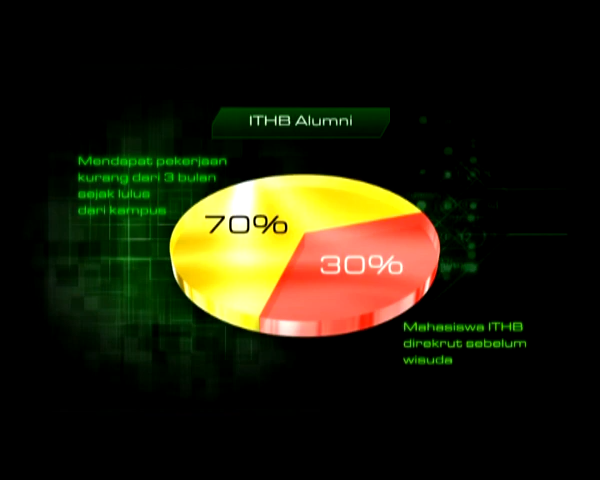 ITHB Alumni
Mendapat pekerjaan
kurang dari 3 bulan
sejak lulus
dari kampus
70%
30%
Mahasiswa ITHB
direkrut sebelum
wisuda